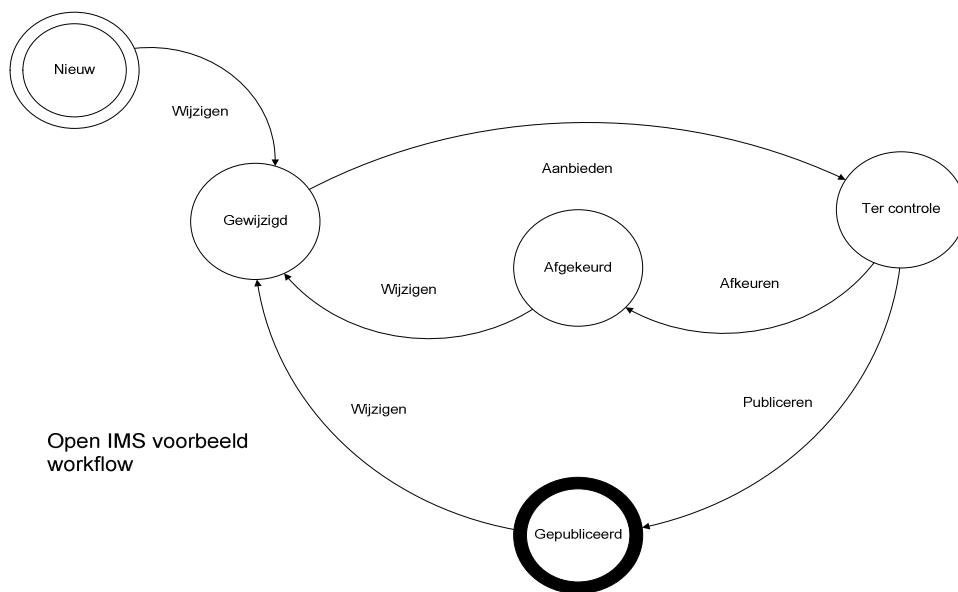 Nieuw
Wijzigen
Aanbieden
Gewijzigd
Ter controle
Afgekeurd
Wijzigen
Afkeuren
Wijzigen
Publiceren
Open IMS voorbeeld
workflow
Gepubliceerd